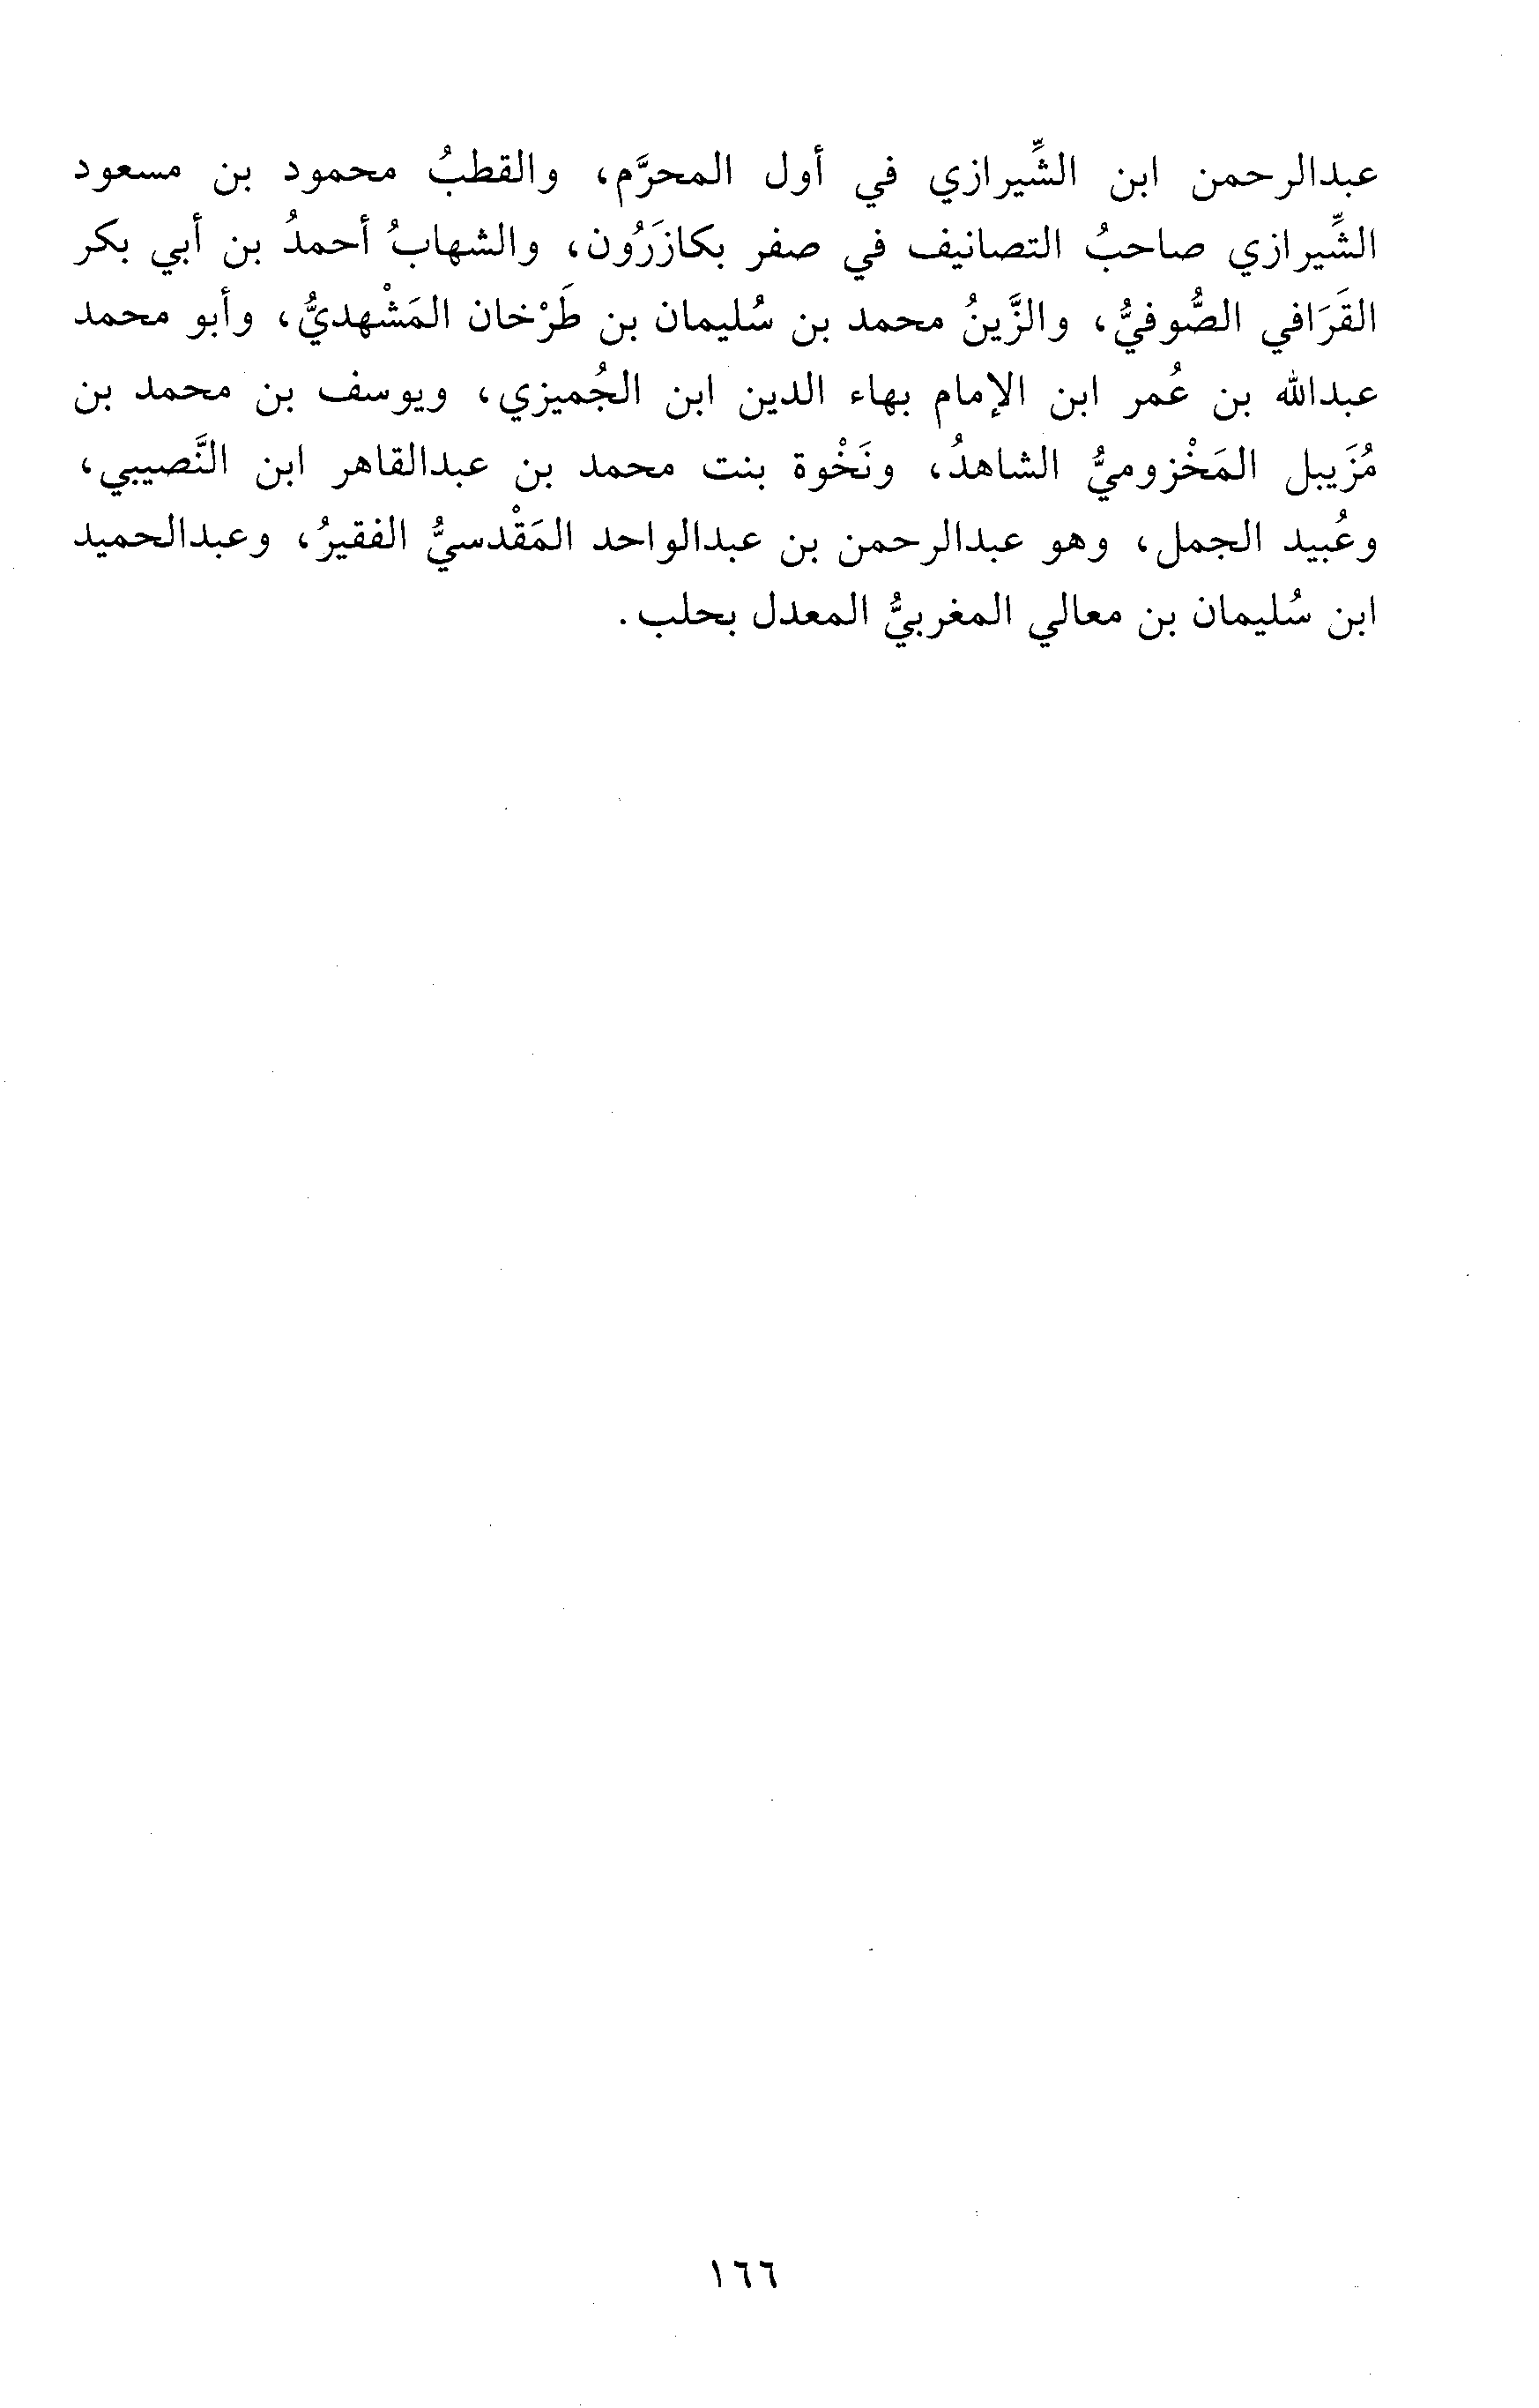 عبدالرحمن ابن الشِّيرازي في أول المحرَّم، والقطبُ محمود بن مسعود
الشِّيرازي صاحبُ التصانيف في صفر بكازَرُون، والشهابُ أحمدُ بن أبي بكر
القَرَافي الصُّوفيُّ، والزَّينُ محمد بن سُليمان بن طَرْخان المَشْهديُّ، وأبو محمد
عبدالله بن عُمر ابن الإمام بهاء الدين ابن الجُميزي، ويوسف بن محمد بن
مُزَيبل المَخْزوميُّ الشاهدُ، ونَخْوة بنت محمد بن عبدالقاهر ابن النَّصيبي،
وعُبيد الجمل، وهو عبدالرحمن بن عبدالواحد المَقْدسيُّ الفقيرُ، وعبدالحميد
ابن سُليمان بن معالي المغربيُّ المعدل بحلب.
١٦٦